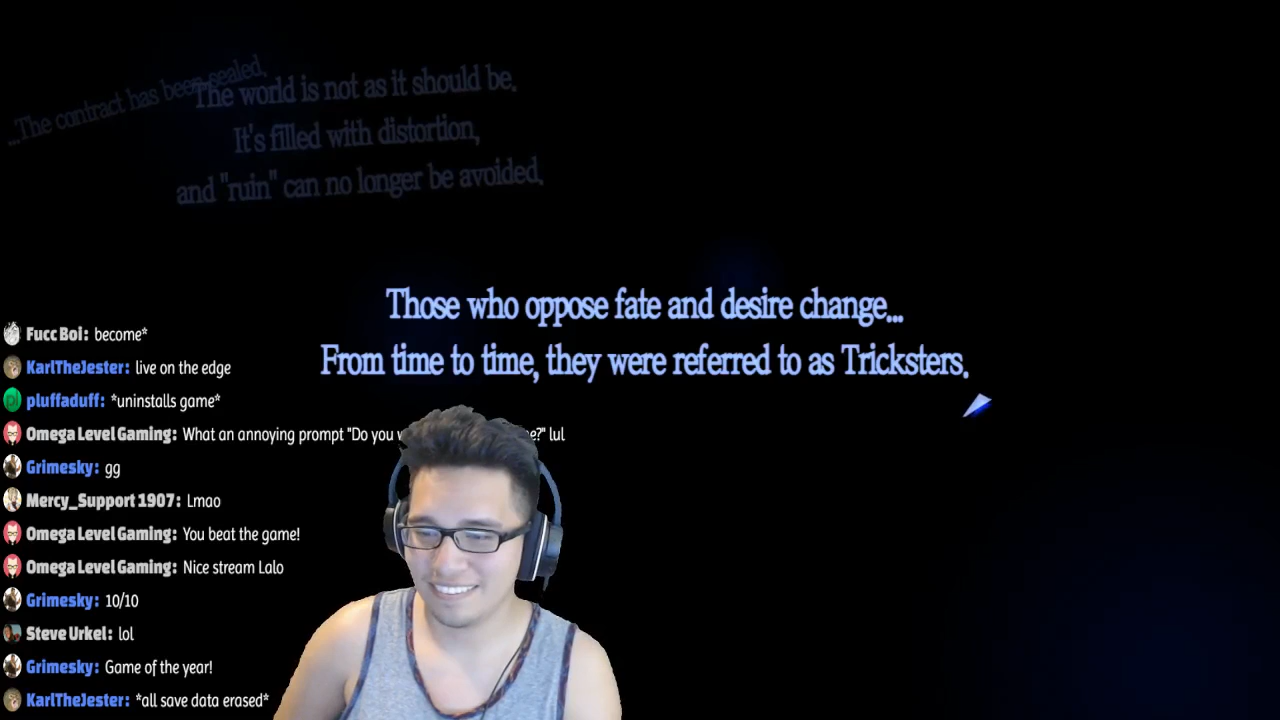 ...The contract has been sealed.
The world is not as it should be.
It's filled with distortion,
and "ruin" can no longer be avoided.
Those who oppose fate and desire change...
From time to time, they were referred to as Tricksters.
Fucc Boi: become*
KarlTheJester: live on the edge
pluffaduff: *uninstalls game*
Omega Level Gaming: What an annoying prompt "Do you ?" lul
Grimesky: gg
Mercy_Support 1907: Lmao
Omega Level Gaming: You beat the game!
Omega Level Gaming: Nice stream Lalo
Grimesky: 10/10
Steve Urkel: lol
Grimesky: Game of the year!
KarlTheJester: *all save data erased*